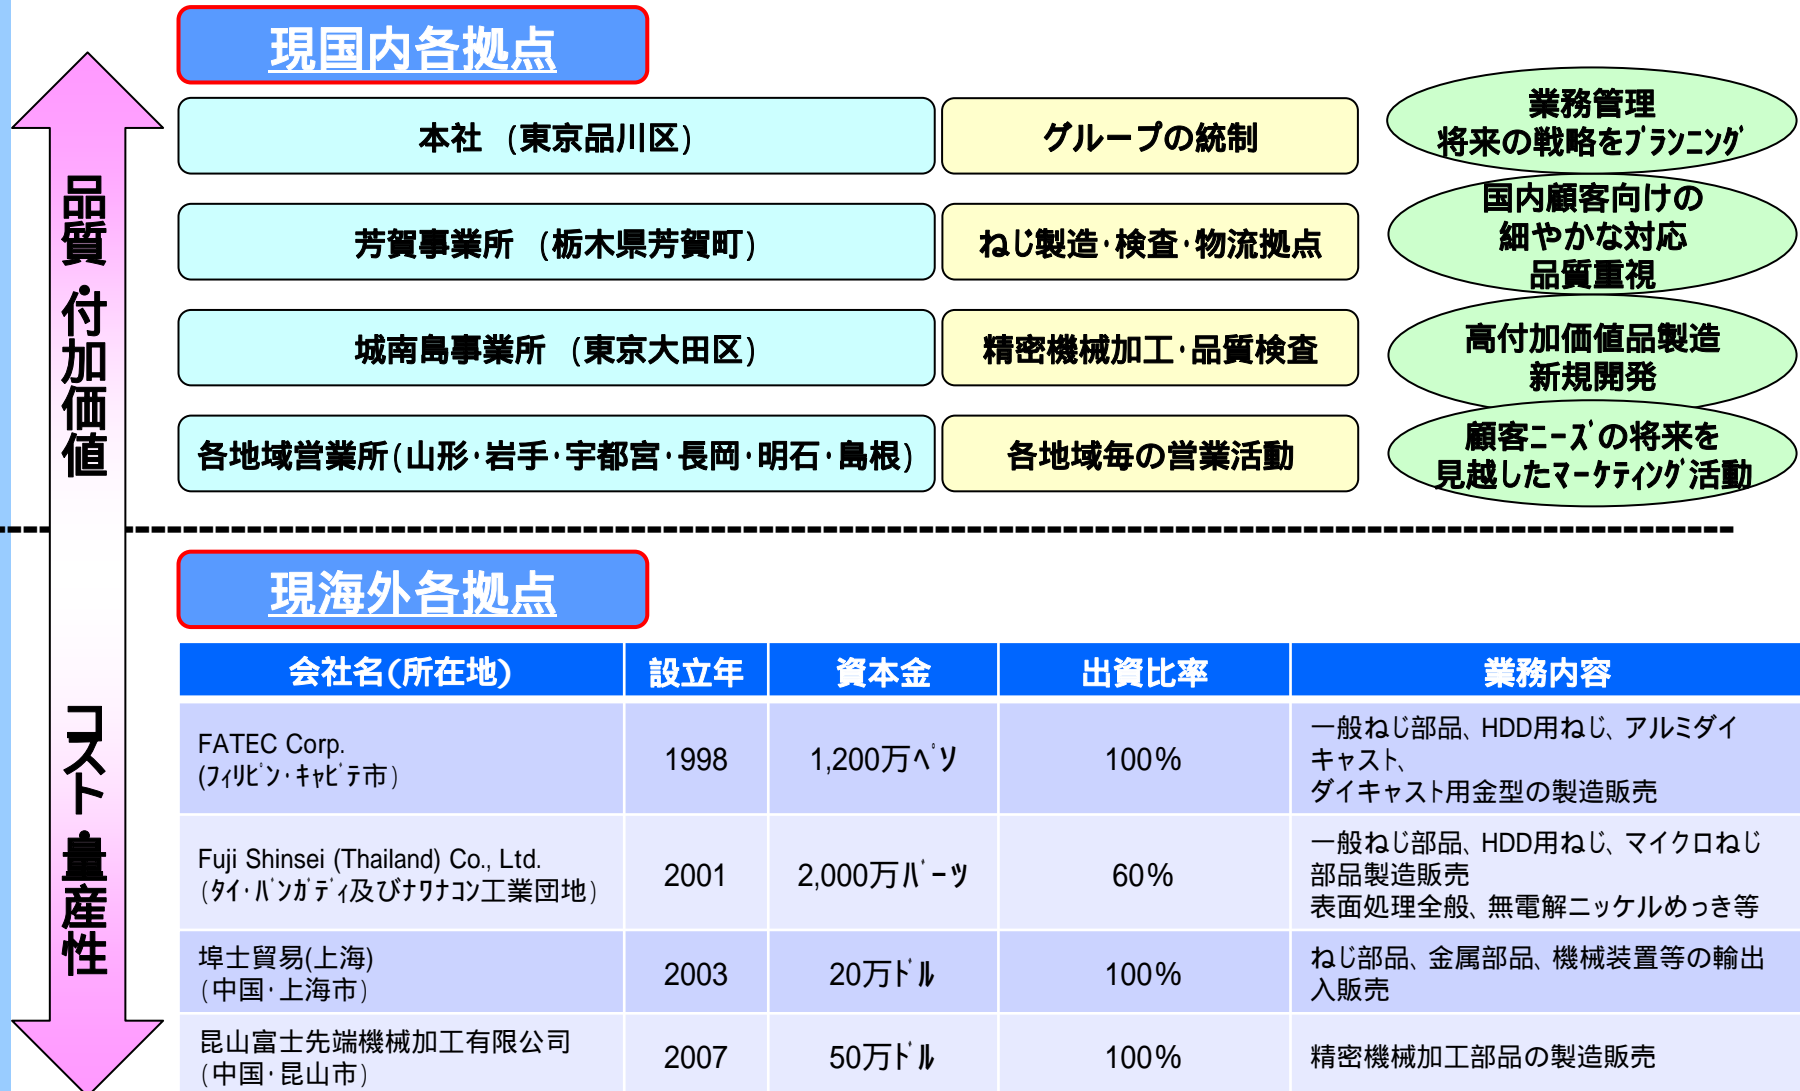 現国内各拠点
本社 (東京品川区)
グループの統制
業務管理
将来の戦略をプランニング
芳賀事業所 (栃木県芳賀町)
ねじ製造・検査・物流拠点
国内顧客向けの
細やかな対応
品質重視
城南島事業所 (東京大田区)
精密機械加工・品質検査
高付加価値品製造
新規開発
各地域営業所(山形・岩手・宇都宮・長岡・明石・島根)
各地域毎の営業活動
顧客ニーズの将来を
見越したマーケティング活動
品質・付加価値
コスト・量産性
現海外各拠点
会社名(所在地) 設立年 資本金 出資比率 業務内容
FATEC Corp.
(フィリピン・キャビテ市)
1998
1,200万ペソ
100%
一般ねじ部品、HDD用ねじ、アルミダイ
キャスト、
ダイキャスト用金型の製造販売
Fuji Shinsei (Thailand) Co., Ltd.
(タイ・バンガディ及びナワナコン工業団地)
2001
2,000万バーツ
60%
一般ねじ部品、HDD用ねじ、マイクロねじ
部品製造販売
表面処理全般、無電解ニッケルめっき等
埠士貿易(上海)
(中国・上海市)
2003
20万ドル
100%
ねじ部品、金属部品、機械装置等の輸出
入販売
昆山富士先端機械加工有限公司
(中国・昆山市)
2007
50万ドル
100%
精密機械加工部品の製造販売